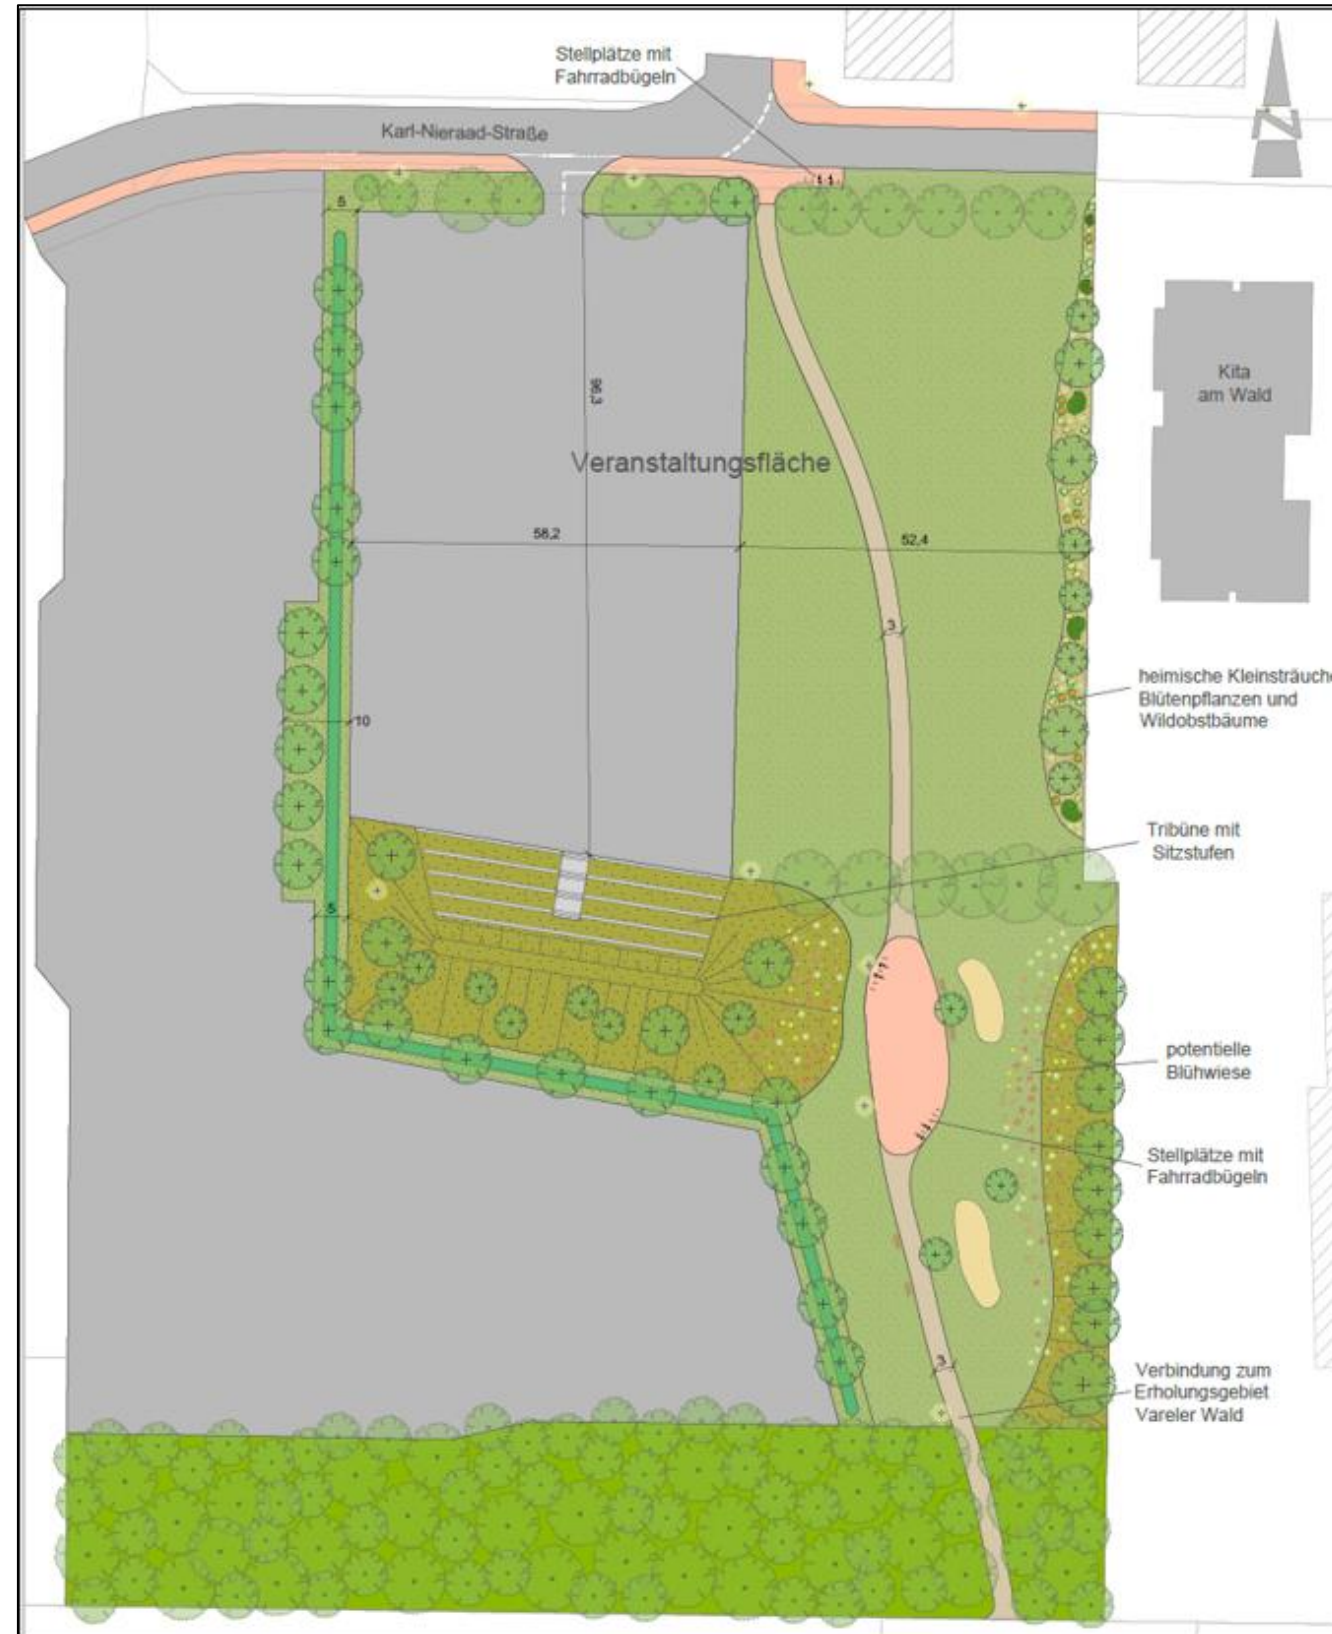 Stellplätze mit
Fahrradbügeln
Karl-Nieraad-Straße
N
5
96,3
Kita
am Wald
Veranstaltungsfläche
58,2
52,4
3
heimische Kleinsträuche
Blütenpflanzen und
Wildobstbäume
10
Tribüne mit
Sitzstufen
5
potentielle
Blühwiese
Stellplätze mit
Fahrradbügeln
3
Verbindung zum
Erholungsgebiet
Vareler Wald